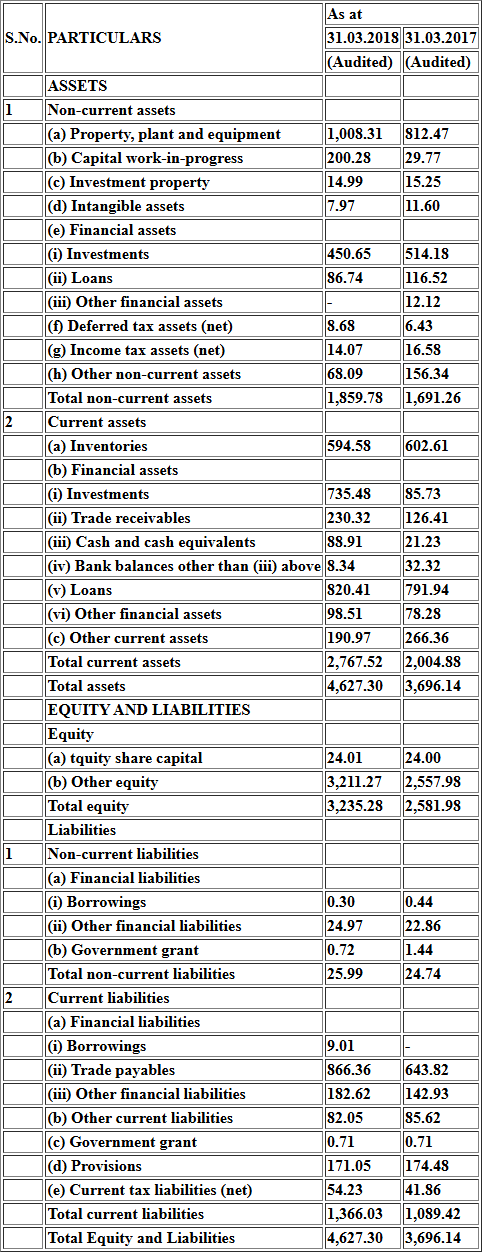 As at
S.No. PARTICULARS 31.03.2018 31.03.2017
(Audited) (Audited)
ASSETS
1 Non-current assets
(a) Property, plant and equipment 1,008.31 812.47
(b) Capital work-in-progress 200.28 29.77
(c) Investment property 14.99 15.25
(d) Intangible assets 7.97 11.60
(e) Financial assets
(i) Investments 450.65 514.18
(ii) Loans 86.74 116.52
(iii) Other financial assets - 12.12
(f) Deferred tax assets (net) 8.68 6.43
(g) Income tax assets (net) 14.07 16.58
(h) Other non-current assets 68.09 156.34
Total non-current assets 1,859.78 1,691.26
2 Current assets
(a) Inventories 594.58 602.61
(b) Financial assets
(i) Investments 735.48 85.73
(ii) Trade receivables 230.32 126.41
(iii) Cash and cash equivalents 88.91 21.23
(iv) Bank balances other than (iii) above 8.34 32.32
(v) Loans 820.41 791.94
(vi) Other financial assets 98.51 78.28
(c) Other current assets 190.97 266.36
Total current assets 2,767.52 2,004.88
Total assets 4,627.30 3,696.14
EQUITY AND LIABILITIES
Equity
(a) tquity share capital 24.01 24.00
(b) Other equity 3,211.27 2,557.98
Total equity 3,235.28 2,581.98
Liabilities
1 Non-current liabilities
(a) Financial liabilities
(i) Borrowings 0.30 0.44
(ii) Other financial liabilities 24.97 22.86
(b) Government grant 0.72 1.44
Total non-current liabilities 25.99 24.74
2 Current liabilities
(a) Financial liabilities
(i) Borrowings 9.01 -
(ii) Trade payables 866.36 643.82
(iii) Other financial liabilities 182.62 142.93
(b) Other current liabilities 82.05 85.62
(c) Government grant 0.71 0.71
(d) Provisions 171.05 174.48
(e) Current tax liabilities (net) 54.23 41.86
Total current liabilities 1,366.03 1,089.42
Total Equity and Liabilities 4,627.30 3,696.14